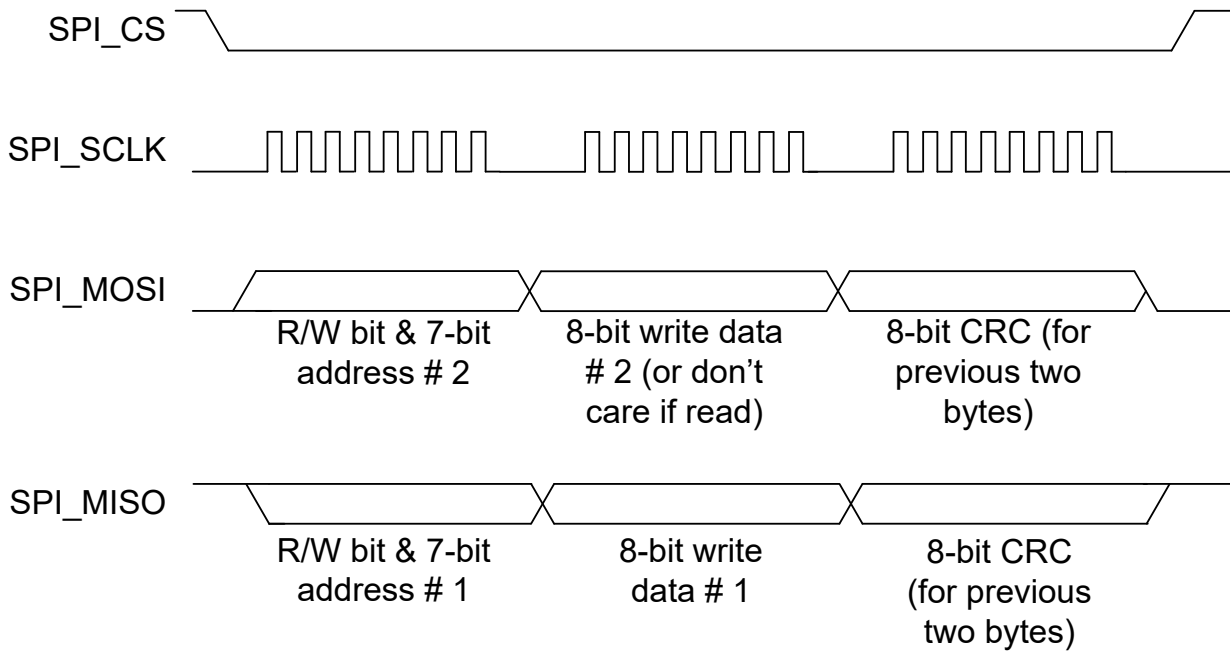 SPI_CS
SPI_SCLK
SPI_MOSI
R/W bit & 7-bit
address # 2
8-bit write data
# 2 (or don’t
care if read)
8-bit CRC (for
previous two
bytes)
SPI_MISO
R/W bit & 7-bit
address # 1
8-bit write
data # 1
8-bit CRC
(for previous
two bytes)